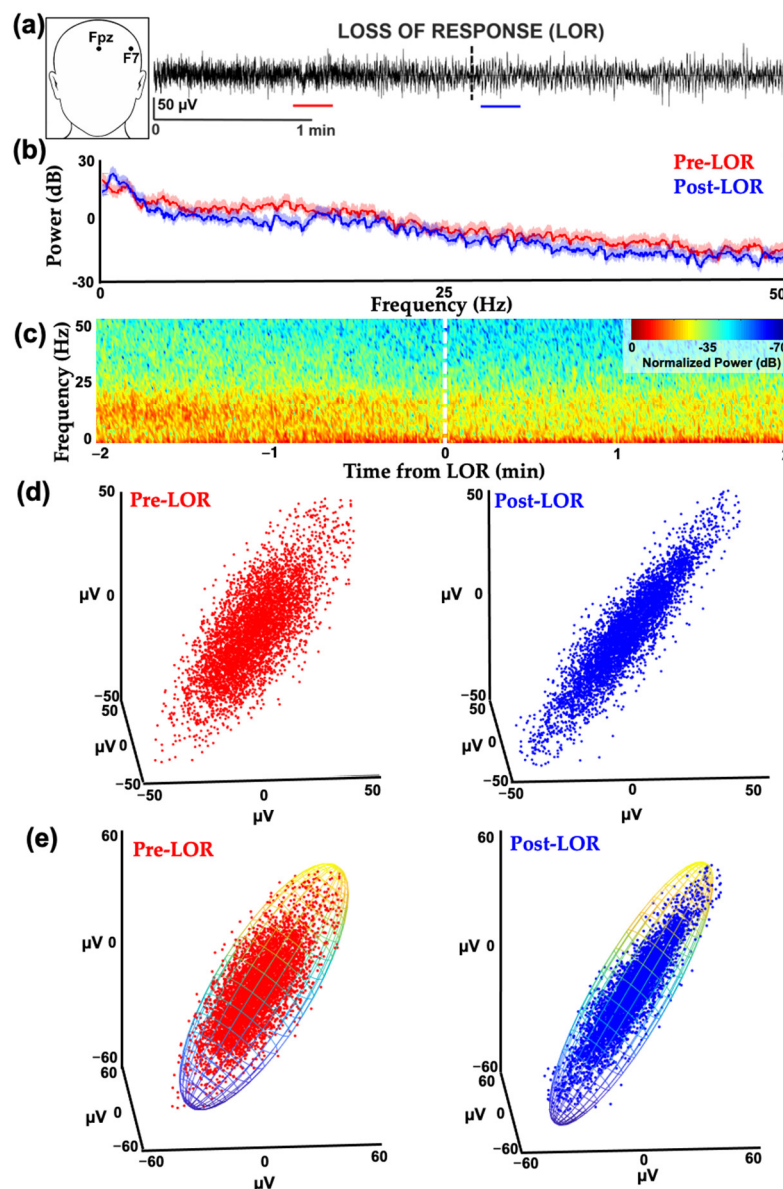 (a)
Fpz
F7
LOSS OF RESPONSE (LOR)
50 µV
0
1 min
(b)
30
0
-30
Power (dB)
Pre-LOR
Post-LOR
0
25
50
Frequency (Hz)
(c)
50
25
0
Frequency (Hz)
0
-35
-70
Normalized Power (dB)
−2
−1
0
1
2
Time from LOR (min)
(d)
50
Pre-LOR
µV
0
−50
50
µV
0
−50
−50
0
50
µV
50
Post-LOR
µV
0
−50
50
µV
0
−50
−50
0
50
µV
(e)
60
Pre-LOR
µV
0
−60
60
µV
0
−60
−60
0
60
µV
60
Post-LOR
µV
0
−60
60
µV
0
−60
−60
0
60
µV